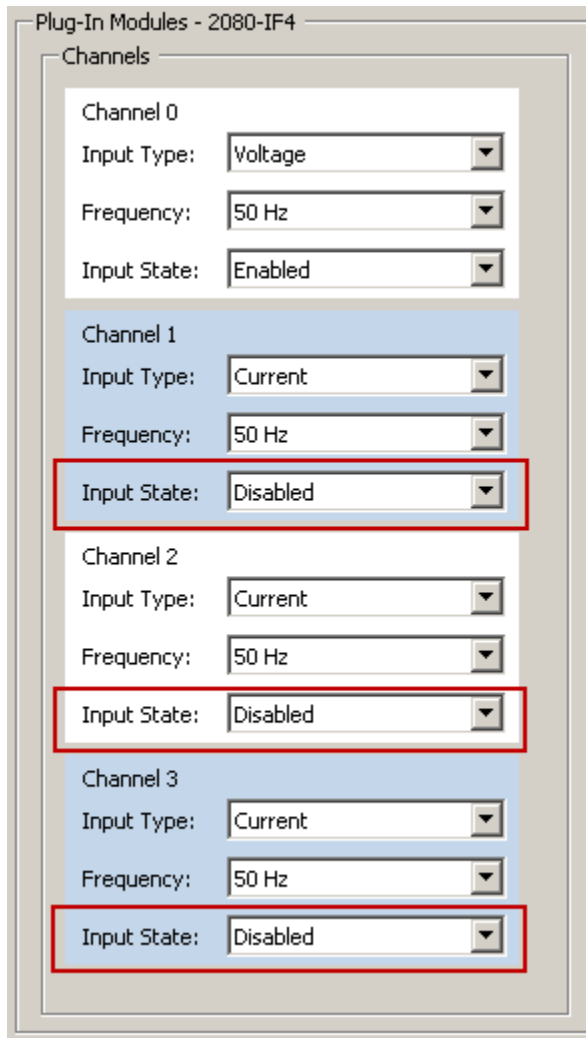 Plug-In Modules - 2080-IF4
Channels
Channel 0
Input Type: Voltage
Frequency: 50 Hz
Input State: Enabled
Channel 1
Input Type: Current
Frequency: 50 Hz
Input State: Disabled
Channel 2
Input Type: Current
Frequency: 50 Hz
Input State: Disabled
Channel 3
Input Type: Current
Frequency: 50 Hz
Input State: Disabled